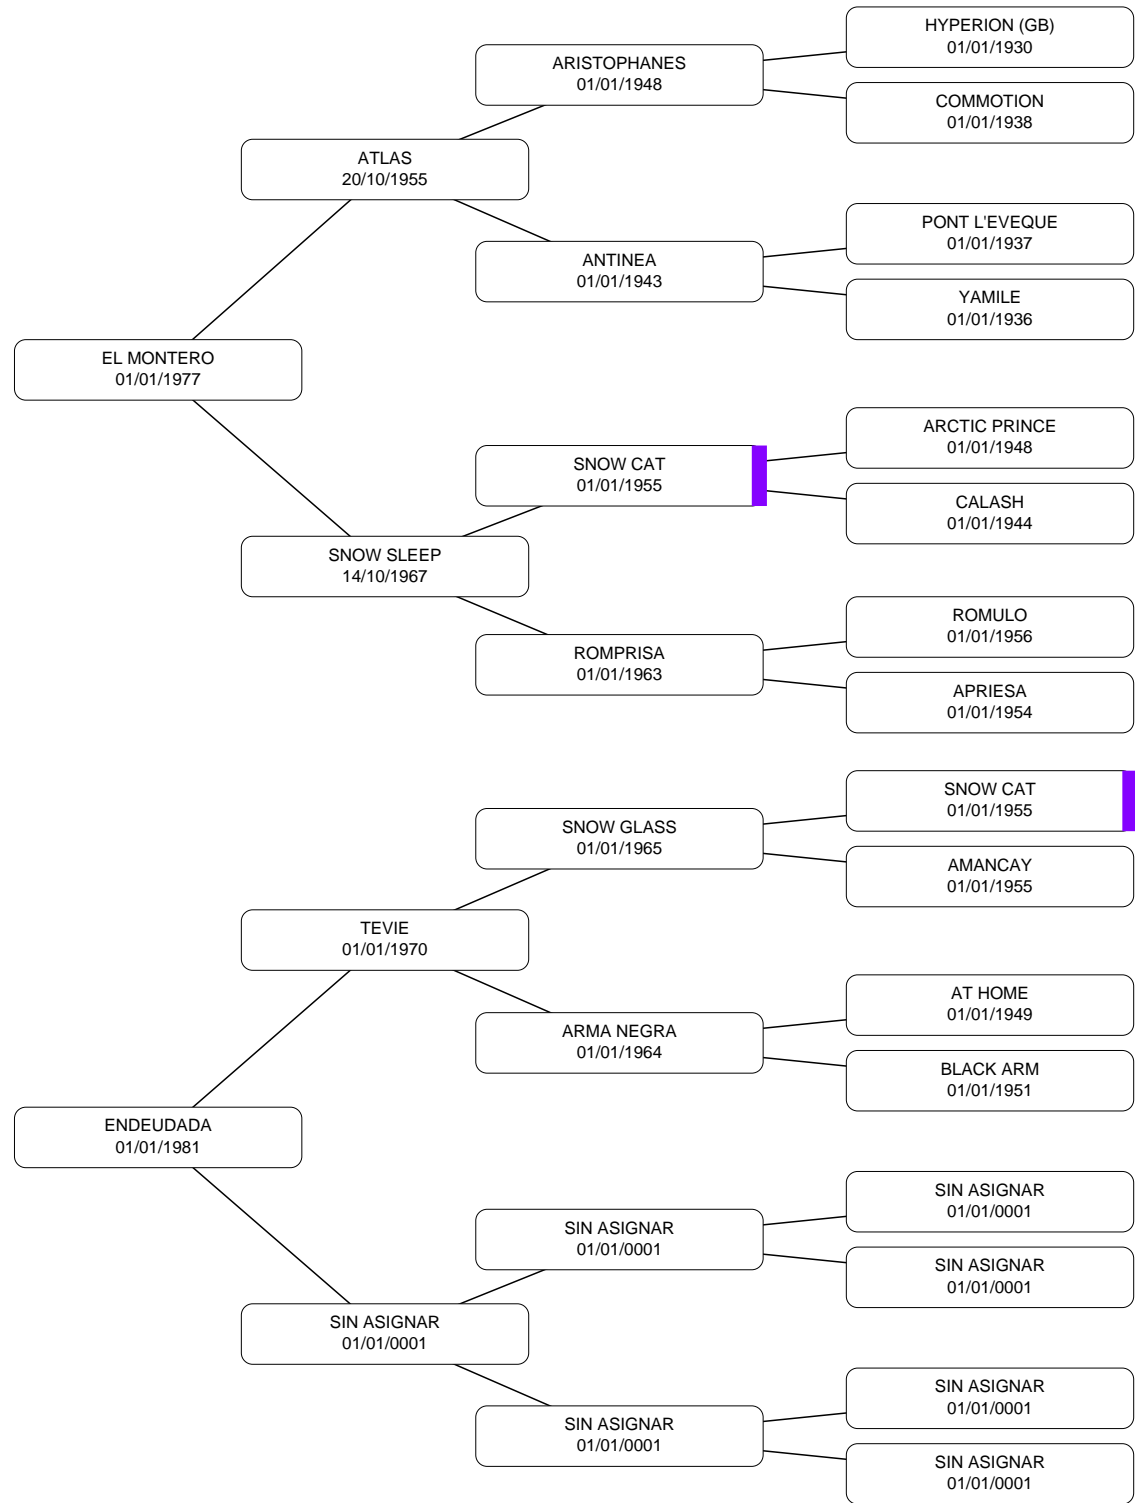 HYPERION (GB)
01/01/1930
ARISTOPHANES
01/01/1948
COMMOTION
01/01/1938
ATLAS
20/10/1955
PONT L'EVEQUE
01/01/1937
ANTINEA
01/01/1943
YAMILE
01/01/1936
EL MONTERO
01/01/1977
ARCTIC PRINCE
01/01/1948
SNOW CAT
01/01/1955
CALASH
01/01/1944
SNOW SLEEP
14/10/1967
ROMULO
01/01/1956
ROMPRISA
01/01/1963
APRIESA
01/01/1954
SNOW CAT
01/01/1955
SNOW GLASS
01/01/1965
AMANCAY
01/01/1955
TEVIE
01/01/1970
AT HOME
01/01/1949
ARMA NEGRA
01/01/1964
BLACK ARM
01/01/1951
ENDEUDADA
01/01/1981
SIN ASIGNAR
01/01/0001
SIN ASIGNAR
01/01/0001
SIN ASIGNAR
01/01/0001
SIN ASIGNAR
01/01/0001
SIN ASIGNAR
01/01/0001
SIN ASIGNAR
01/01/0001
SIN ASIGNAR
01/01/0001